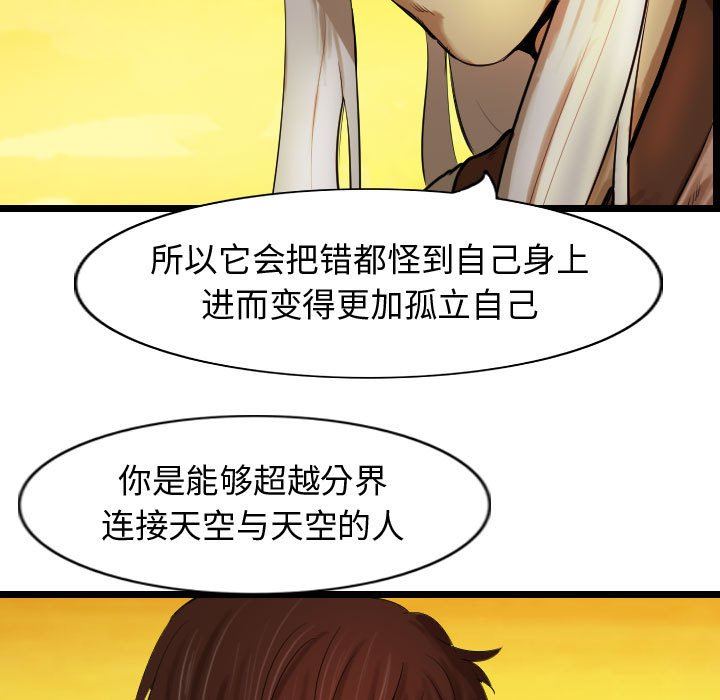 所以它会把错都怪到自己身上
进而变得更加孤立自己
你是能够超越分界
连接天空与天空的人